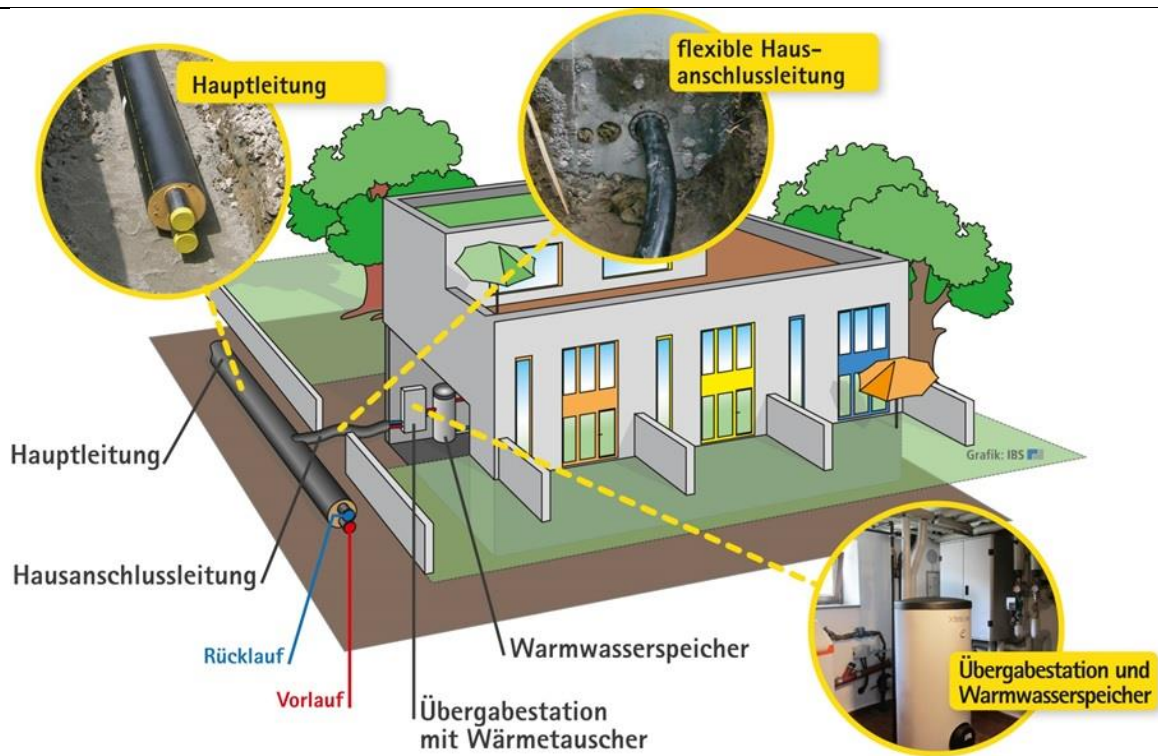 Hauptleitung
flexible Haus-
anschlussleitung
Hauptleitung
Grafik: IBS
Hausanschlussleitung
Rücklauf
Warmwasserspeicher
Vorlauf
Übergabestation
mit Wärmetauscher
Übergabestation und
Warmwasserspeicher